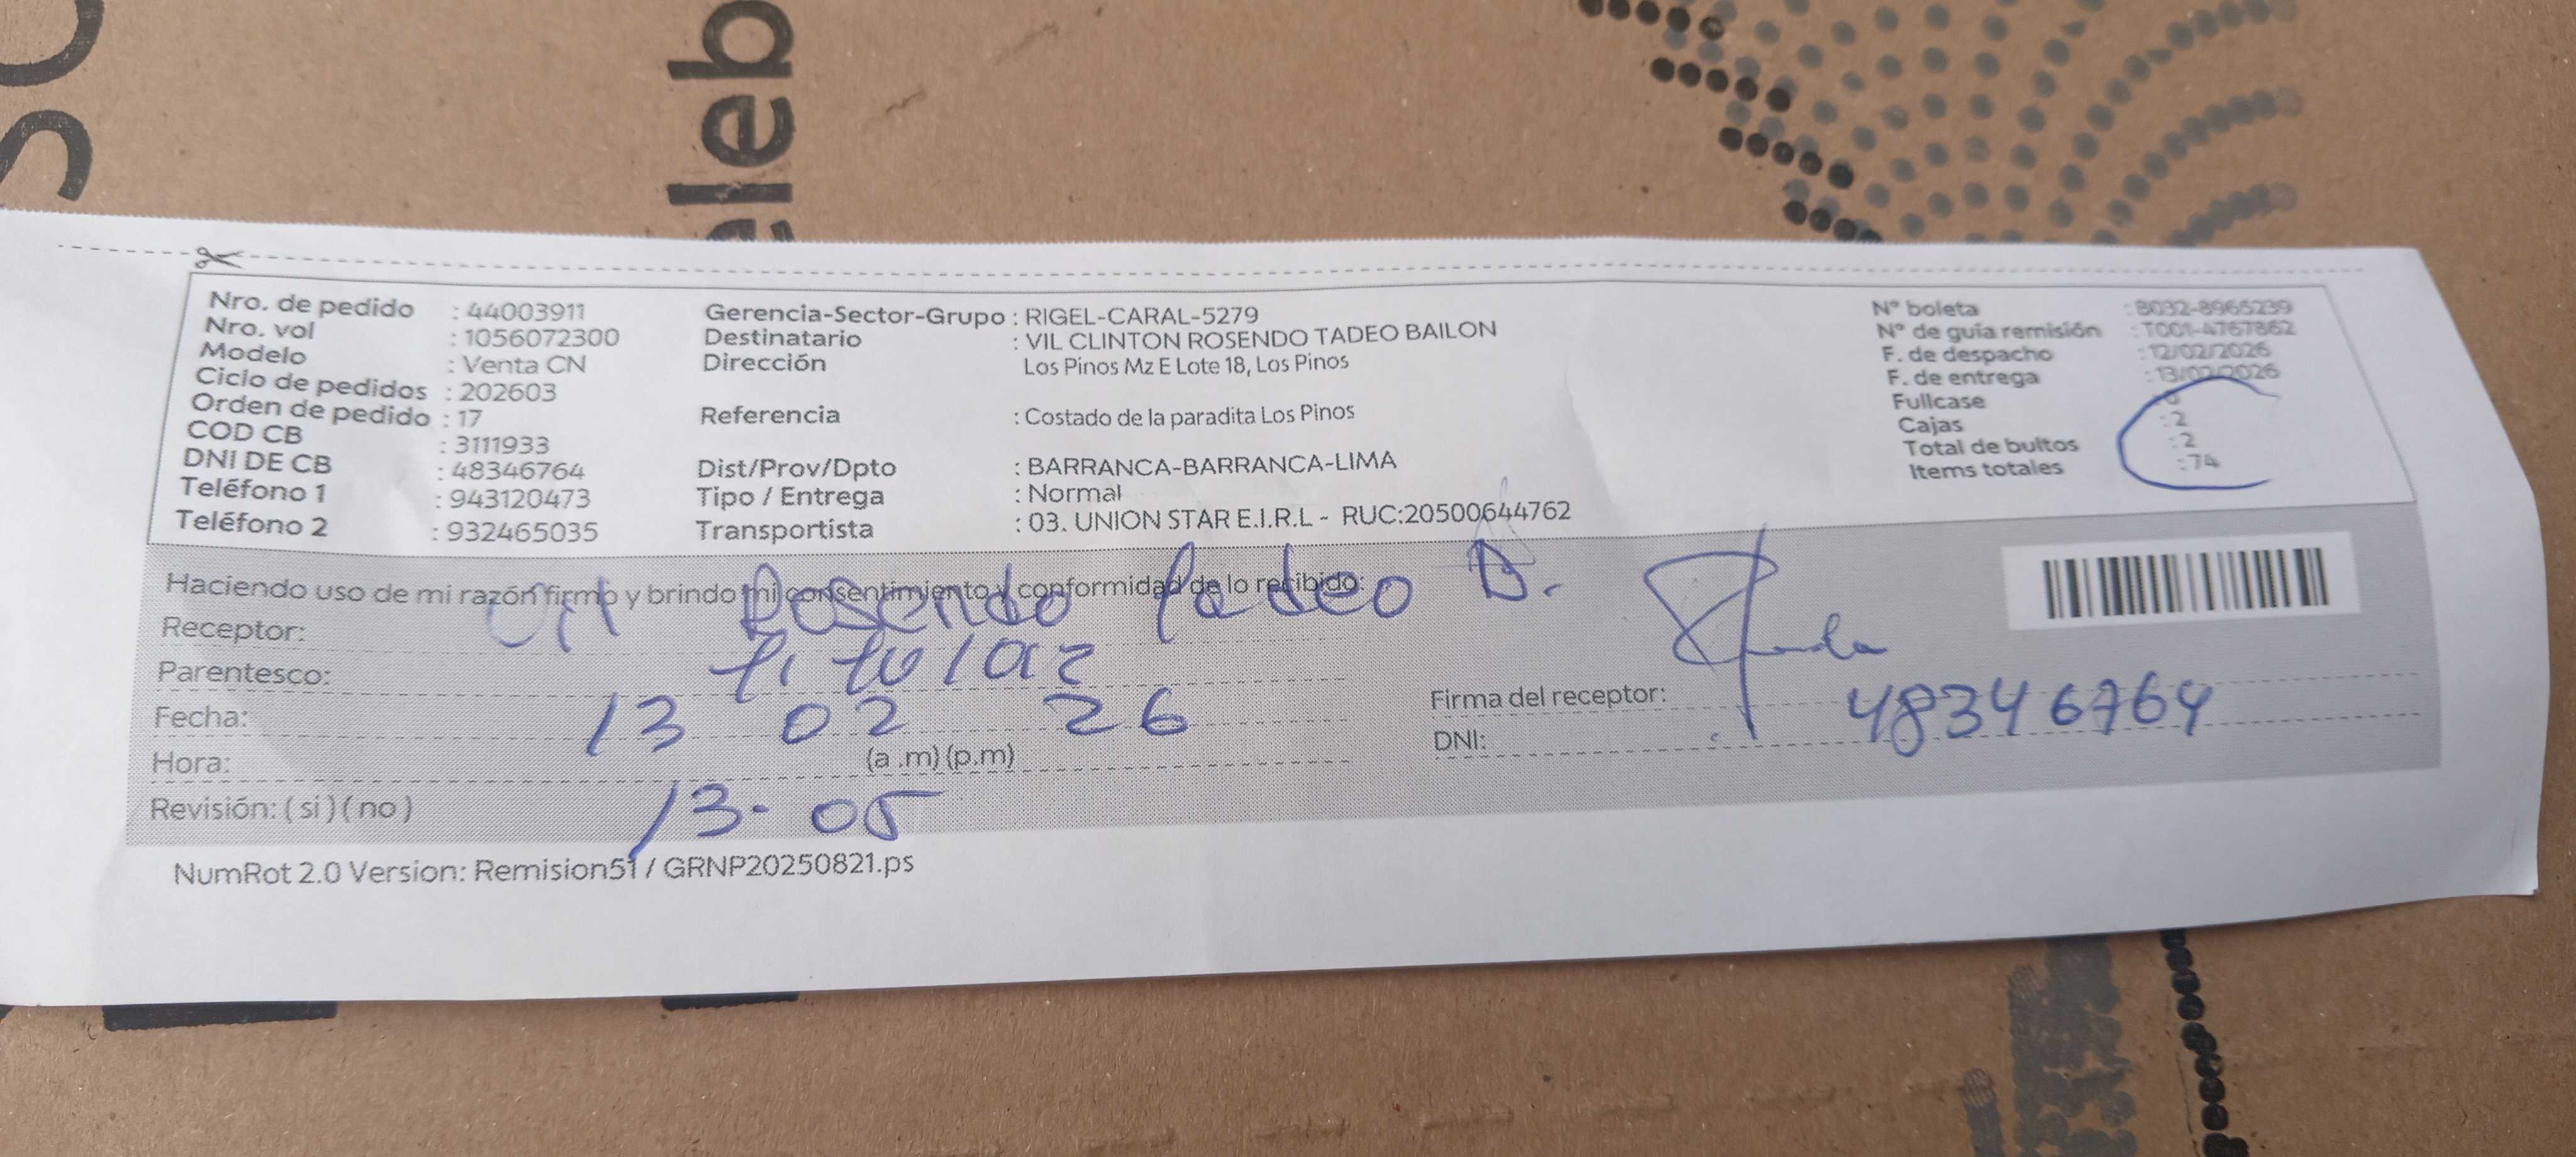 eleb
Nro. de pedido : 44003911
Nro. vol : 1056072300
Modelo : Venta CN
Ciclo de pedidos : 202603
Orden de pedido : 17
COD CB : 3111933
DNI DE CB : 48346764
Teléfono 1 : 943120473
Teléfono 2 : 932465035
Gerencia-Sector-Grupo : RIGEL-CARAL-5279
Destinatario : VIL CLINTON ROSENDO TADEO BAILON
Dirección Los Pinos Mz E Lote 18, Los Pinos
Referencia : Costado de la paradita Los Pinos
Dist/Prov/Dpto : BARRANCA-BARRANCA-LIMA
Tipo / Entrega : Normal
Transportista : 03. UNION STAR E.I.R.L - RUC:20500644762
N° boleta : B032-8965239
N° de guía remisión : T001-4767862
F. de despacho : 12/02/2026
F. de entrega : 13/02/2026
Fullcase : 0
Cajas : 2
Total de bultos : 2
Items totales : 74
Haciendo uso de mi razón firmo y brindo mi consentimiento y conformidad de lo recibido:
Receptor: Vil Rosendo Tadeo B.
Parentesco: titular
Fecha: 13 02 26
Hora: (a .m) (p.m)
13-05
Revisión: ( si ) ( no )
Firma del receptor:
DNI: 48346764
NumRot 2.0 Version: Remision51 / GRNP20250821.ps